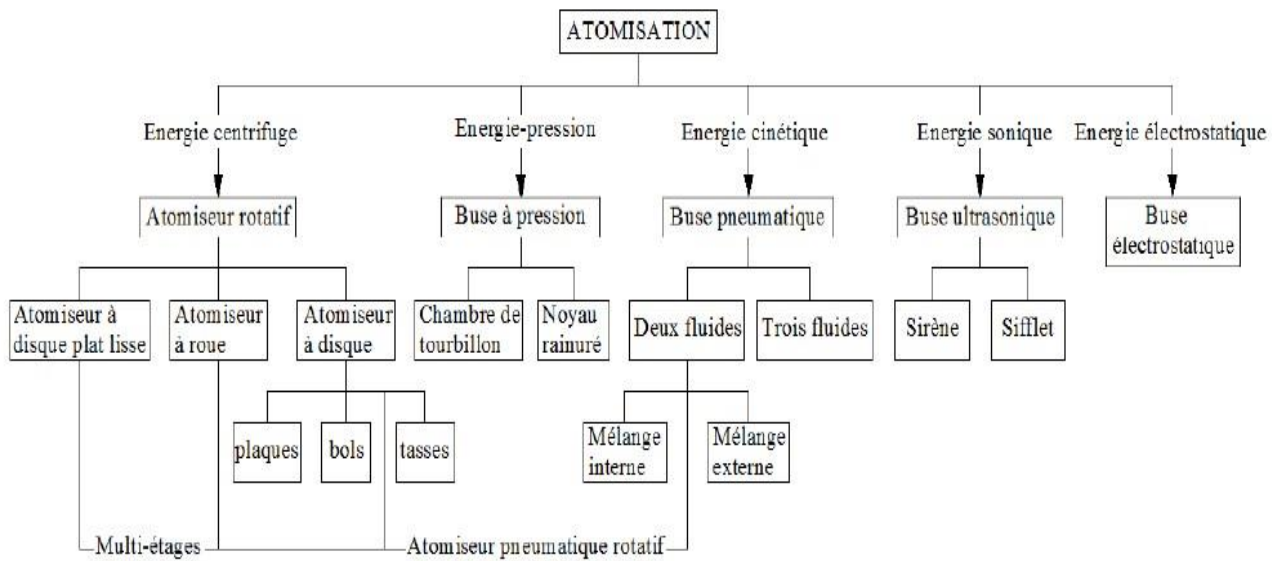 ATOMISATION
Energie centrifuge
Energie-pression
Energie cinétique
Energie sonique
Energie électrostatique
Atomiseur rotatif
Buse à pression
Buse pneumatique
Buse ultrasonique
Buse
électrostatique
Atomiseur à
disque plat lisse
Atomiseur
à roue
Atomiseur
à disque
Chambre de
tourbillon
Noyau
rainuré
Deux fluides
Trois fluides
Sirène
Sifflet
plaques
bols
tasses
Mélange
interne
Mélange
externe
Multi-étages
Atomiseur pneumatique rotatif